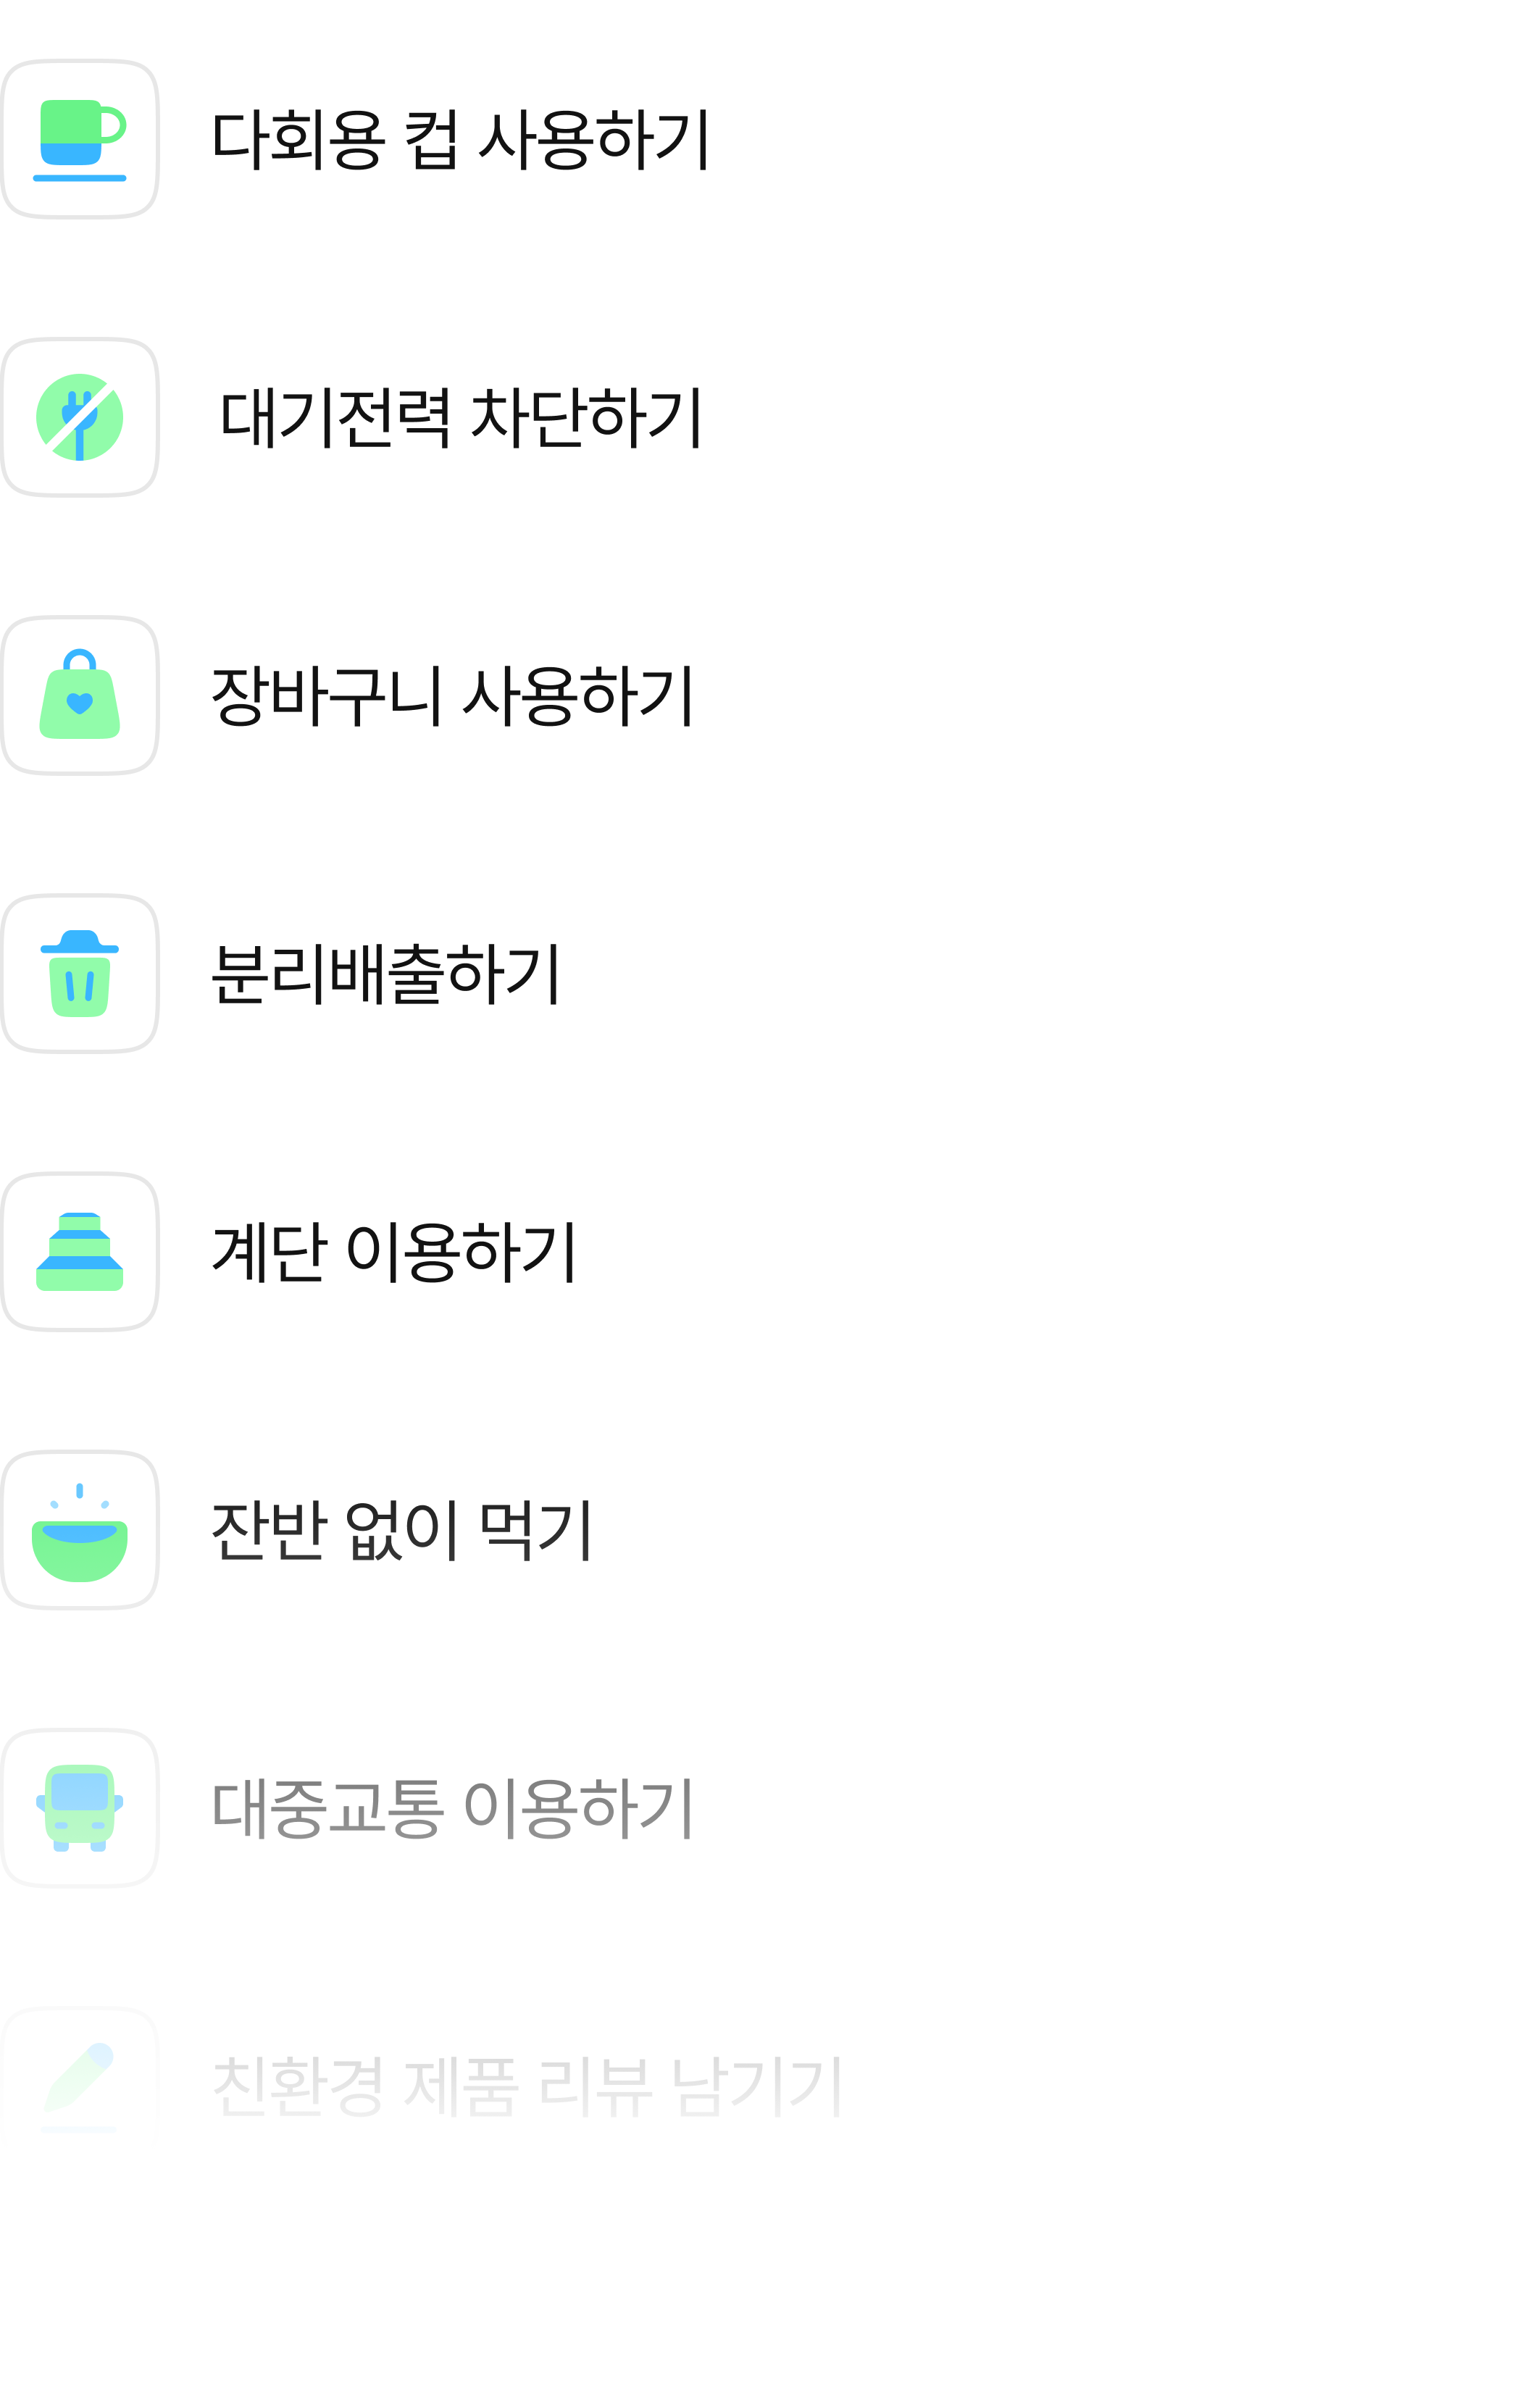 다회용 컵 사용하기
대기전력 차단하기
장바구니 사용하기
분리배출하기
계단 이용하기
잔반 없이 먹기
대중교통 이용하기
친환경 제품 리뷰 남기기